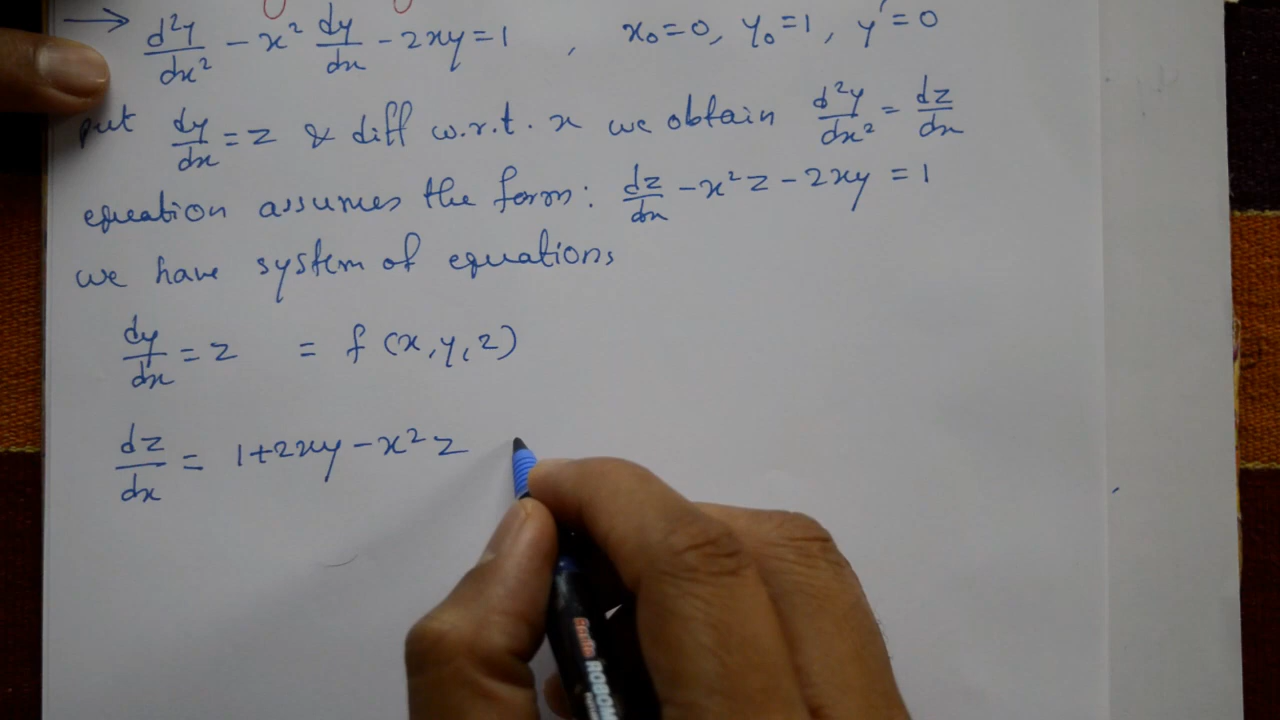 → d²y/dx² - x² dy/dx - 2xy = 1 , x₀ = 0, y₀ = 1, y' = 0
put dy/dx = z & diff w.r.t. x we obtain d²y/dx² = dz/dx
equation assumes the form: dz/dx - x²z - 2xy = 1
we have system of equations
dy/dx = z = f(x, y, z)
dz/dx = 1+2xy - x²z